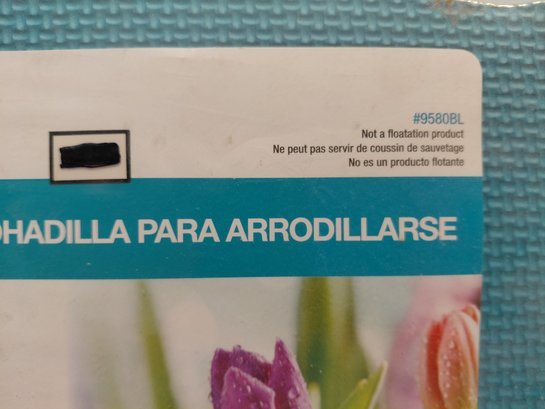 #9580BL
Not a floatation product
Ne peut pas servir de coussin de sauvetage
No es un producto flotante
PARA ARRODILLARSE